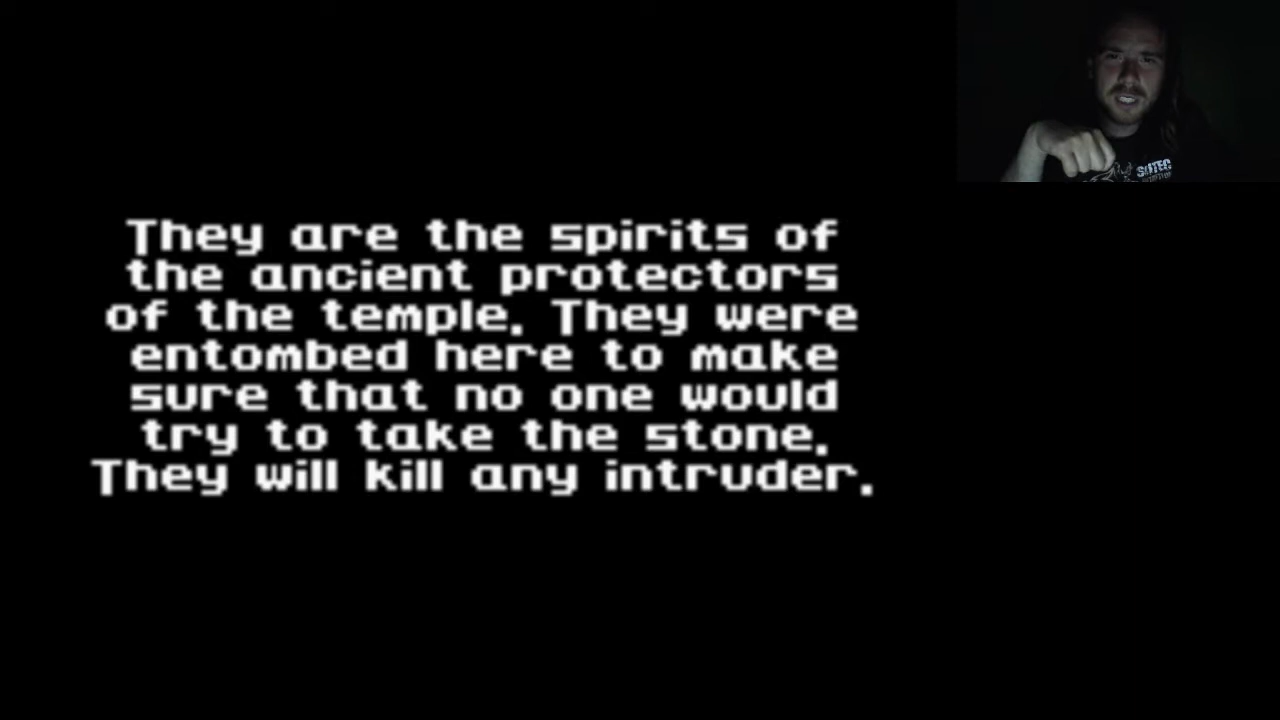 They are the spirits of
the ancient protectors
of the temple. They were
entombed here to make
sure that no one would
try to take the stone.
They will kill any intruder.